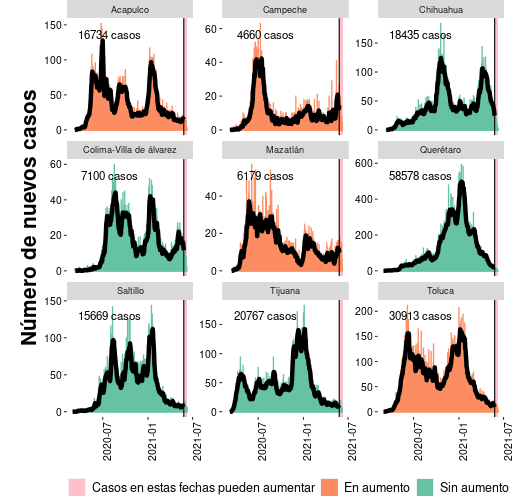 Número de nuevos casos
Acapulco
16734 casos
150
100
50
0
Campeche
4660 casos
60
40
20
0
Chihuahua
18435 casos
150
100
50
0
Colima-Villa de álvarez
7100 casos
60
40
20
0
Mazatlán
6179 casos
40
20
0
Querétaro
58578 casos
600
400
200
0
Saltillo
15669 casos
150
100
50
0
2020-07
2021-01
2021-07
Tijuana
20767 casos
150
100
50
0
2020-07
2021-01
2021-07
Toluca
30913 casos
200
150
100
50
0
2020-07
2021-01
2021-07
Casos en estas fechas pueden aumentar
En aumento
Sin aumento